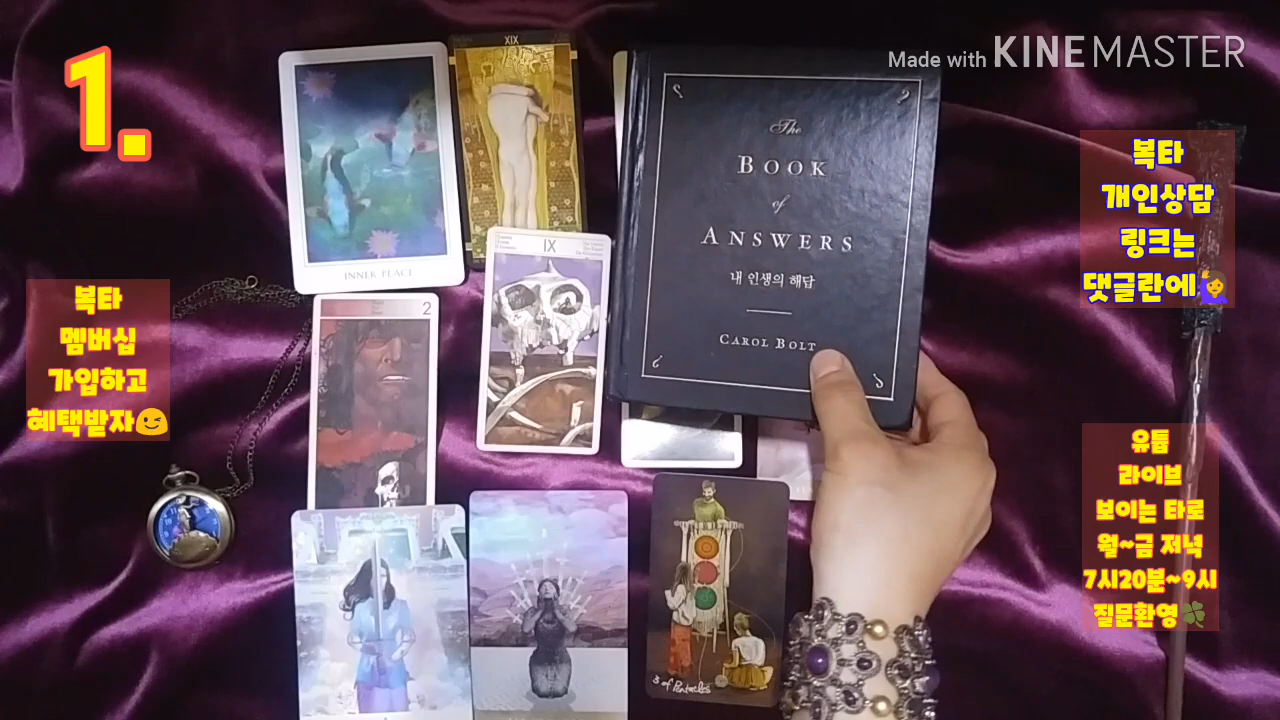 1.
Made with KINEMASTER
복타
개인상담
링크는
댓글란에🙋‍♀️
복타
멤버십
가입하고
혜택받자😉
유튭
라이브
보이는 타로
월~금 저녁
7시20분~9시
질문환영🍀
XIX
INNER PEACE
IX
2
The
BOOK
of
ANSWERS
내 인생의 해답
CAROL BOLT
3 of Pentacles